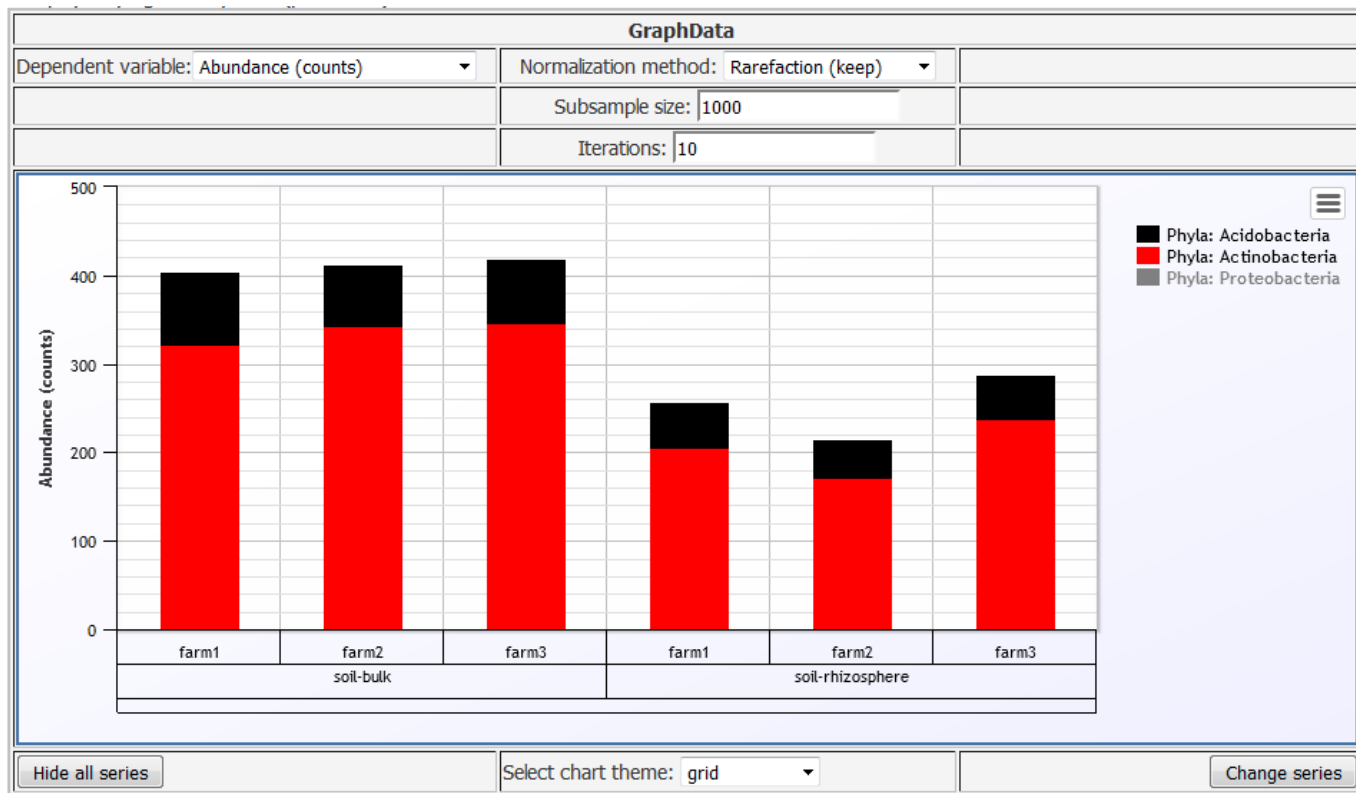 GraphData
Dependent variable: Abundance (counts) Normalization method: Rarefaction (keep)
Subsample size: 1000
Iterations: 10
500
400
300
200
100
0
Abundance (counts)
Phyla: Acidobacteria
Phyla: Actinobacteria
Phyla: Proteobacteria
farm1 farm2 farm3 farm1 farm2 farm3
soil-bulk soil-rhizosphere
Hide all series Select chart theme: grid Change series